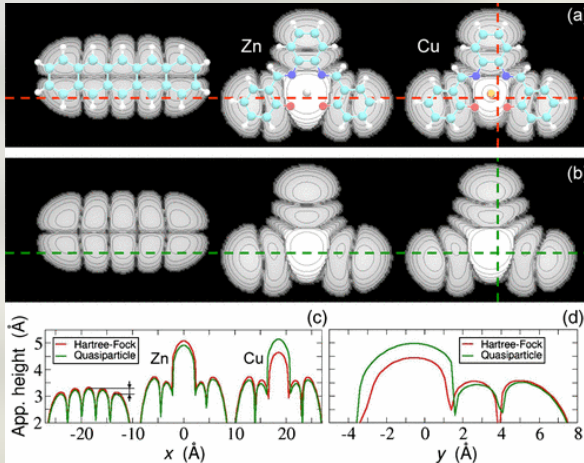 (a)
Zn
Cu
(b)
(c)
(d)
Hartree-Fock
Quasiparticle
Zn
Cu
Hartree-Fock
Quasiparticle
App. height (Å)
5
4
3
2
-20
-10
0
10
20
x (Å)
-4
-2
0
2
4
6
8
y (Å)